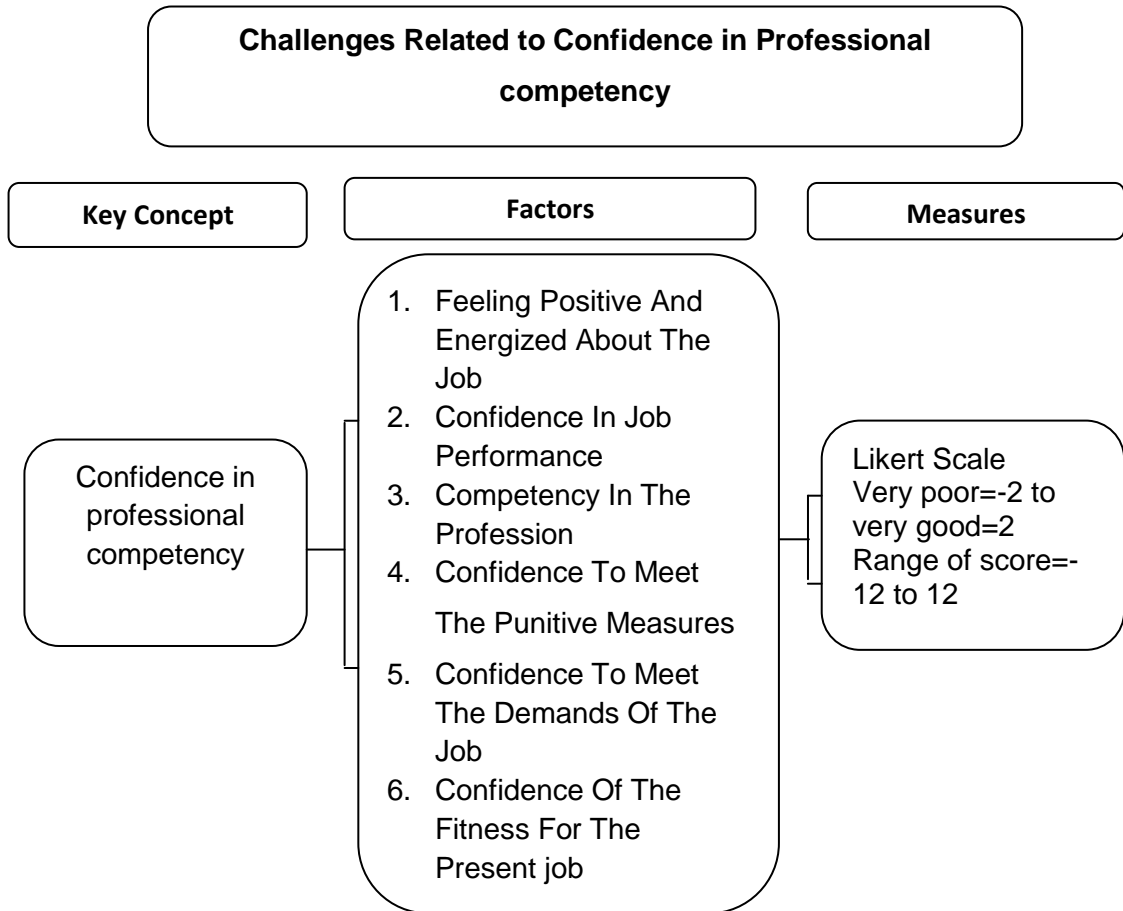 Challenges Related to Confidence in Professional
competency
Key Concept
Factors
Measures
Confidence in
professional
competency
1. Feeling Positive And
Energized About The
Job
2. Confidence In Job
Performance
3. Competency In The
Profession
4. Confidence To Meet
The Punitive Measures
5. Confidence To Meet
The Demands Of The
Job
6. Confidence Of The
Fitness For The
Present job
Likert Scale
Very poor=-2 to
very good=2
Range of score=-
12 to 12